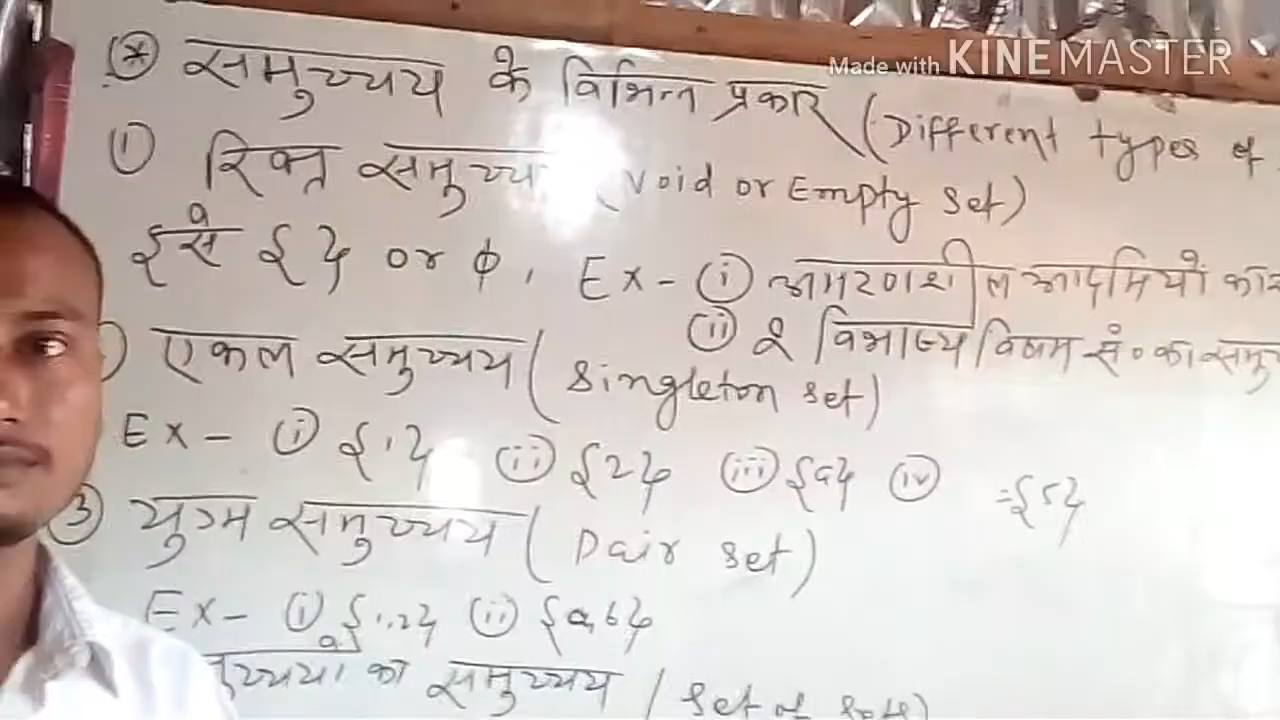 Made with KINEMASTER
* समुच्चय के विभिन्न प्रकार (Different types of
① रिक्त समुच्च (Void or Empty set)
इसे {} or φ, Ex- ⓘ अमरणशील आदमियों का
ⓘⓘ 2 विभाज्य विषम सं० का समु
) एकल समुच्चय (singleton set)
Ex- (i) {1} (ii) {2} (iii) {a} (iv) ={5}
③ युग्म समुच्चय (Pair set)
Ex- (i) {1,2} (ii) {a,b}
ुच्चयों का समुच्चय (set of sets)